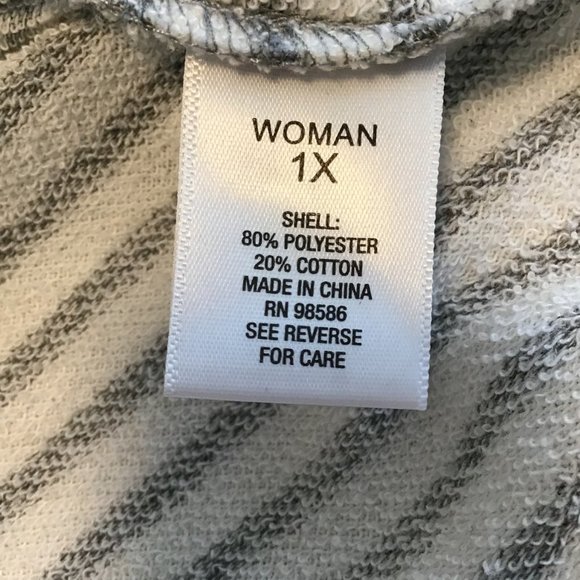 WOMAN
1X
SHELL:
80% POLYESTER
20% COTTON
MADE IN CHINA
RN 98586
SEE REVERSE
FOR CARE